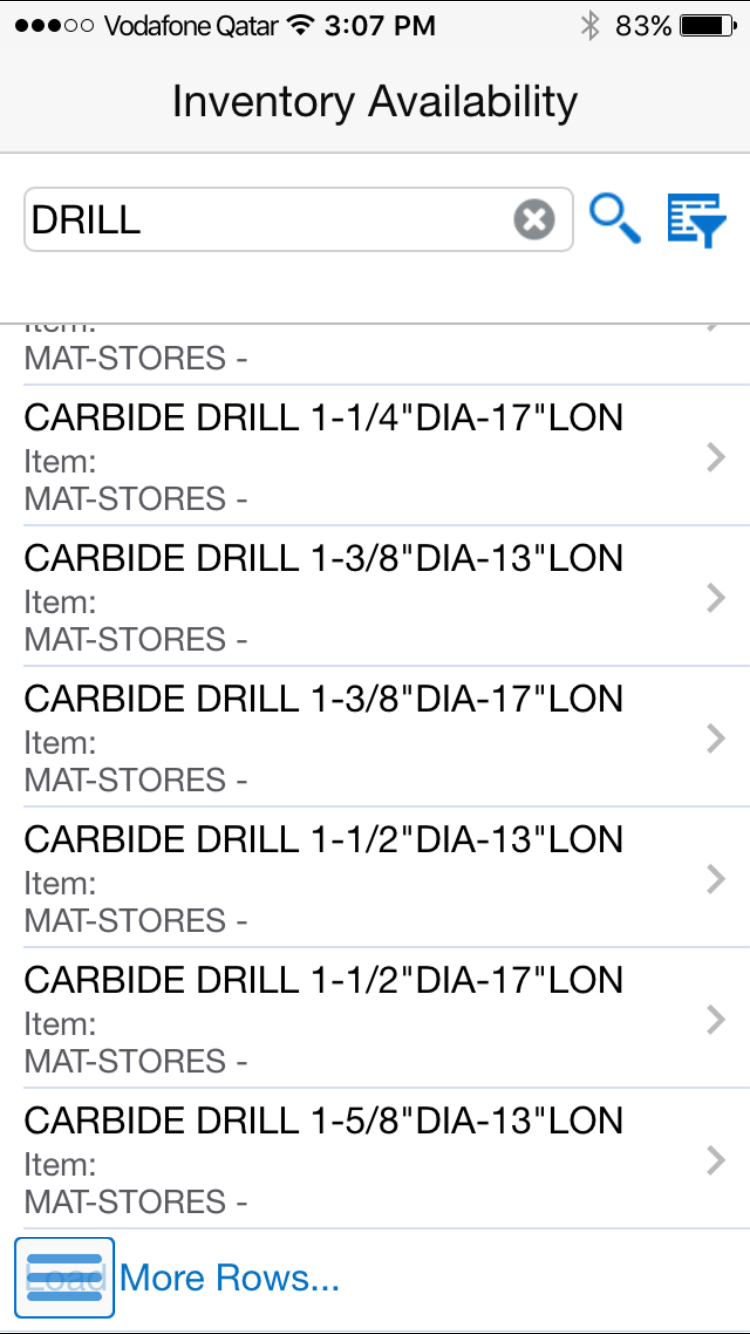 Vodafone Qatar 3:07 PM 83%
Inventory Availability
DRILL
Item:
MAT-STORES -
CARBIDE DRILL 1-1/4"DIA-17"LON
Item:
MAT-STORES -
CARBIDE DRILL 1-3/8"DIA-13"LON
Item:
MAT-STORES -
CARBIDE DRILL 1-3/8"DIA-17"LON
Item:
MAT-STORES -
CARBIDE DRILL 1-1/2"DIA-13"LON
Item:
MAT-STORES -
CARBIDE DRILL 1-1/2"DIA-17"LON
Item:
MAT-STORES -
CARBIDE DRILL 1-5/8"DIA-13"LON
Item:
MAT-STORES -
Load More Rows...